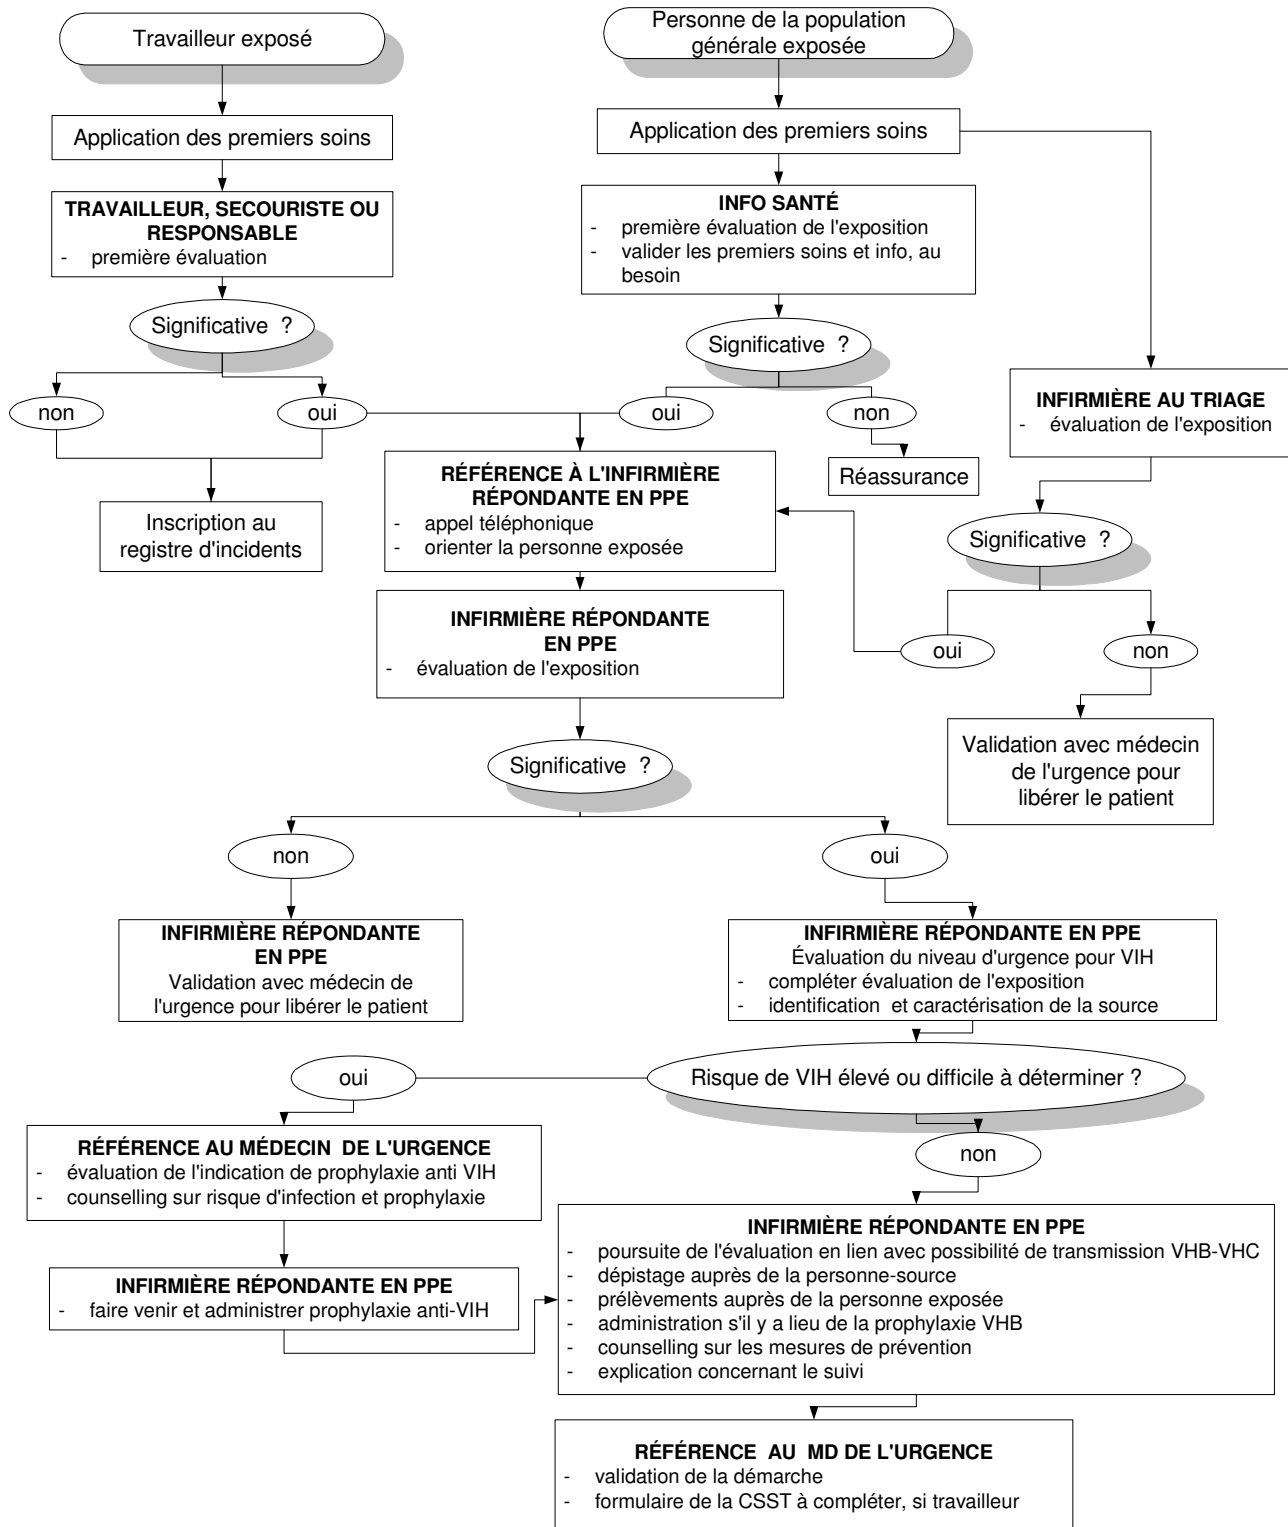 Travailleur exposé
Personne de la population
générale exposée
Application des premiers soins
Application des premiers soins
TRAVAILLEUR, SECOURISTE OU
RESPONSABLE
- première évaluation
INFO SANTÉ
- première évaluation de l'exposition
- valider les premiers soins et info, au
besoin
Significative ?
Significative ?
non
oui
oui
non
INFIRMIÈRE AU TRIAGE
- évaluation de l'exposition
Réassurance
RÉFÉRENCE À L'INFIRMIÈRE
RÉPONDANTE EN PPE
- appel téléphonique
- orienter la personne exposée
Inscription au
registre d'incidents
Significative ?
INFIRMIÈRE RÉPONDANTE
EN PPE
- évaluation de l'exposition
oui
non
Significative ?
Validation avec médecin
de l'urgence pour
libérer le patient
non
oui
INFIRMIÈRE RÉPONDANTE
EN PPE
Validation avec médecin de
l'urgence pour libérer le patient
INFIRMIÈRE RÉPONDANTE EN PPE
Évaluation du niveau d'urgence pour VIH
- compléter évaluation de l'exposition
- identification et caractérisation de la source
oui
Risque de VIH élevé ou difficile à déterminer ?
non
RÉFÉRENCE AU MÉDECIN DE L'URGENCE
- évaluation de l'indication de prophylaxie anti VIH
- counselling sur risque d'infection et prophylaxie
INFIRMIÈRE RÉPONDANTE EN PPE
- faire venir et administrer prophylaxie anti-VIH
INFIRMIÈRE RÉPONDANTE EN PPE
- poursuite de l'évaluation en lien avec possibilité de transmission VHB-VHC
- dépistage auprès de la personne-source
- prélèvements auprès de la personne exposée
- administration s'il y a lieu de la prophylaxie VHB
- counselling sur les mesures de prévention
- explication concernant le suivi
RÉFÉRENCE AU MD DE L'URGENCE
- validation de la démarche
- formulaire de la CSST à compléter, si travailleur